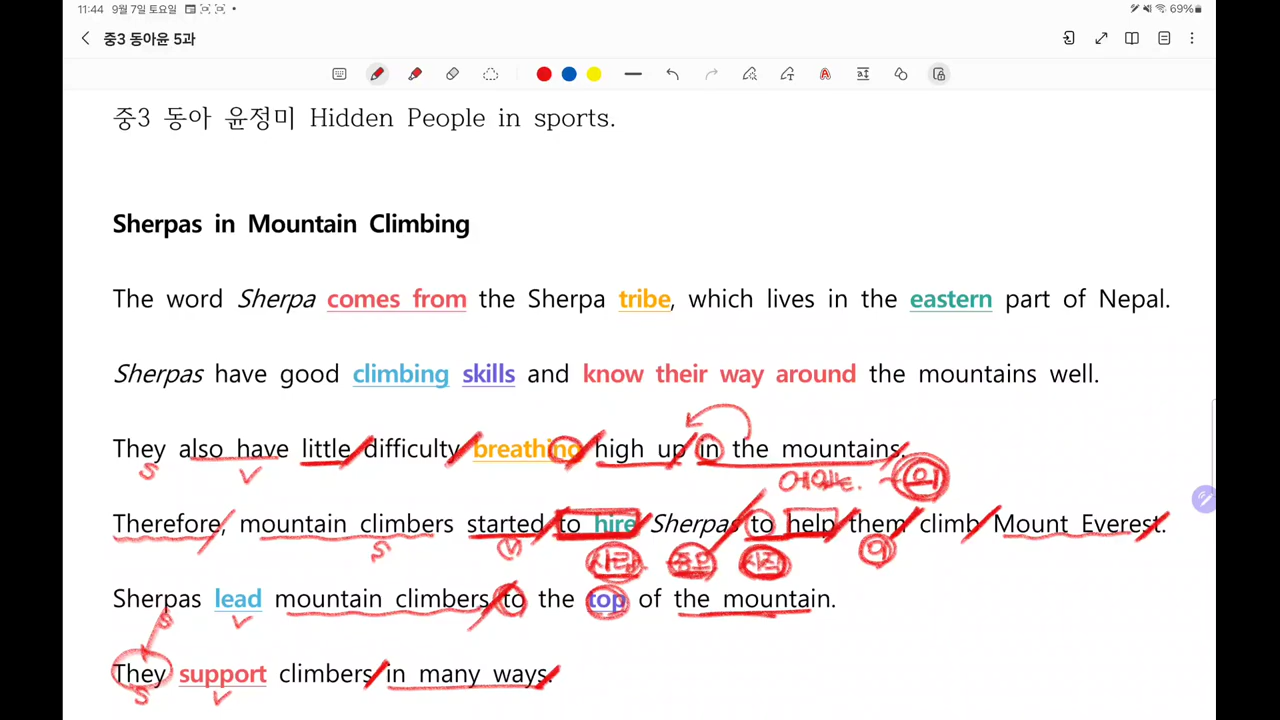 11:44 9월 7일 토요일 69%
중3 동아윤 5과
중3 동아 윤정미 Hidden People in sports.
Sherpas in Mountain Climbing
The word Sherpa comes from the Sherpa tribe, which lives in the eastern part of Nepal.
Sherpas have good climbing skills and know their way around the mountains well.
They also have little difficulty breathing high up in the mountains.
S V 어있는 의
Therefore, mountain climbers started to hire Sherpas to help them climb Mount Everest.
S V 사람 이
Sherpas lead mountain climbers to the top of the mountain.
S V
They support climbers in many ways.
S V